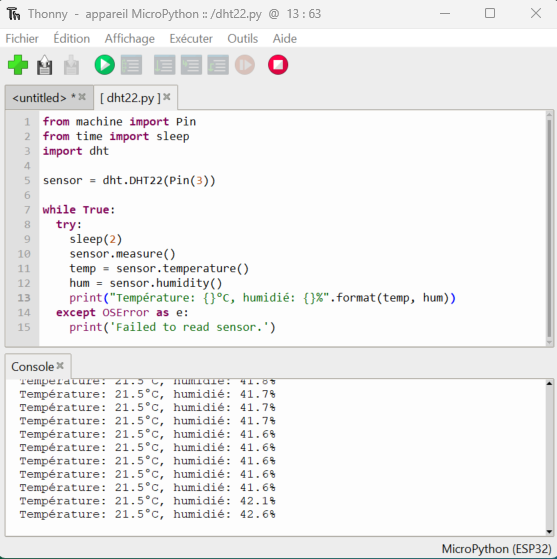 Thonny - appareil MicroPython :: /dht22.py @ 13 : 63
Fichier Édition Affichage Exécuter Outils Aide
<untitled> * [ dht22.py ]
1 from machine import Pin
2 from time import sleep
3 import dht
4
5 sensor = dht.DHT22(Pin(3))
6
7 while True:
8   try:
9     sleep(2)
10     sensor.measure()
11     temp = sensor.temperature()
12     hum = sensor.humidity()
13     print("Température: {}°C, humidié: {}%".format(temp, hum))
14   except OSError as e:
15     print('Failed to read sensor.')
Console
Température: 21.5°C, humidié: 41.8%
Température: 21.5°C, humidié: 41.7%
Température: 21.5°C, humidié: 41.7%
Température: 21.5°C, humidié: 41.7%
Température: 21.5°C, humidié: 41.6%
Température: 21.5°C, humidié: 41.6%
Température: 21.5°C, humidié: 41.6%
Température: 21.5°C, humidié: 41.6%
Température: 21.5°C, humidié: 41.6%
Température: 21.5°C, humidié: 42.1%
Température: 21.5°C, humidié: 42.6%
MicroPython (ESP32)